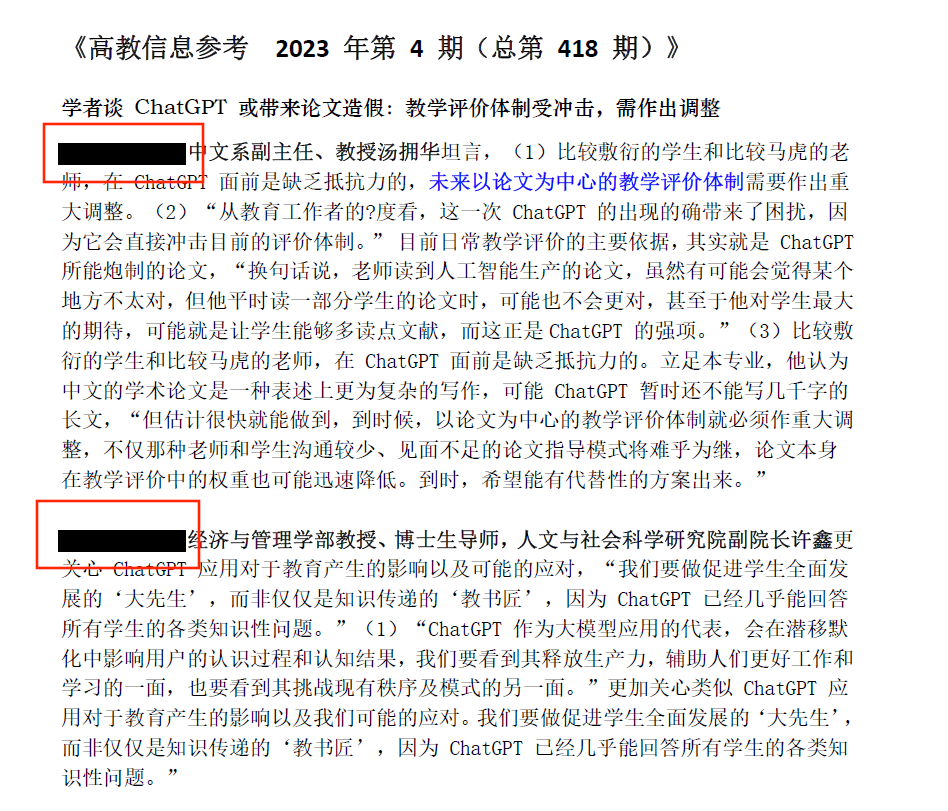 《高教信息参考 2023 年第 4 期（总第 418 期）》
学者谈 ChatGPT 或带来论文造假：教学评价体制受冲击，需作出调整
中文系副主任、教授汤拥华坦言，（1）比较敷衍的学生和比较马虎的老
师，在 ChatGPT 面前是缺乏抵抗力的，未来以论文为中心的教学评价体制需要作出重
大调整。（2）“从教育工作者的?度看，这一次 ChatGPT 的出现的确带来了困扰，因
为它会直接冲击目前的评价体制。” 目前日常教学评价的主要依据，其实就是 ChatGPT
所能炮制的论文，“换句话说，老师读到人工智能生产的论文，虽然有可能会觉得某个
地方不太对，但他平时读一部分学生的论文时，可能也不会更对，甚至于他对学生最大
的期待，可能就是让学生能够多读点文献，而这正是 ChatGPT 的强项。”（3）比较敷
衍的学生和比较马虎的老师，在 ChatGPT 面前是缺乏抵抗力的。立足本专业，他认为
中文的学术论文是一种表述上更为复杂的写作，可能 ChatGPT 暂时还不能写几千字的
长文，“但估计很快就能做到，到时候，以论文为中心的教学评价体制就必须作重大调
整，不仅那种老师和学生沟通较少、见面不足的论文指导模式将难乎为继，论文本身
在教学评价中的权重也可能迅速降低。到时，希望能有代替性的方案出来。”
经济与管理学部教授、博士生导师，人文与社会科学研究院副院长许鑫更
关心 ChatGPT 应用对于教育产生的影响以及可能的应对，“我们要做促进学生全面发
展的‘大先生’，而非仅仅是知识传递的‘教书匠’，因为 ChatGPT 已经几乎能回答
所有学生的各类知识性问题。”（1）“ChatGPT 作为大模型应用的代表，会在潜移默
化中影响用户的认识过程和认知结果，我们要看到其释放生产力，辅助人们更好工作和
学习的一面，也要看到其挑战现有秩序及模式的另一面。”更加关心类似 ChatGPT 应
用对于教育产生的影响以及我们可能的应对。我们要做促进学生全面发展的‘大先生’，
而非仅仅是知识传递的‘教书匠’，因为 ChatGPT 已经几乎能回答所有学生的各类知
识性问题。”